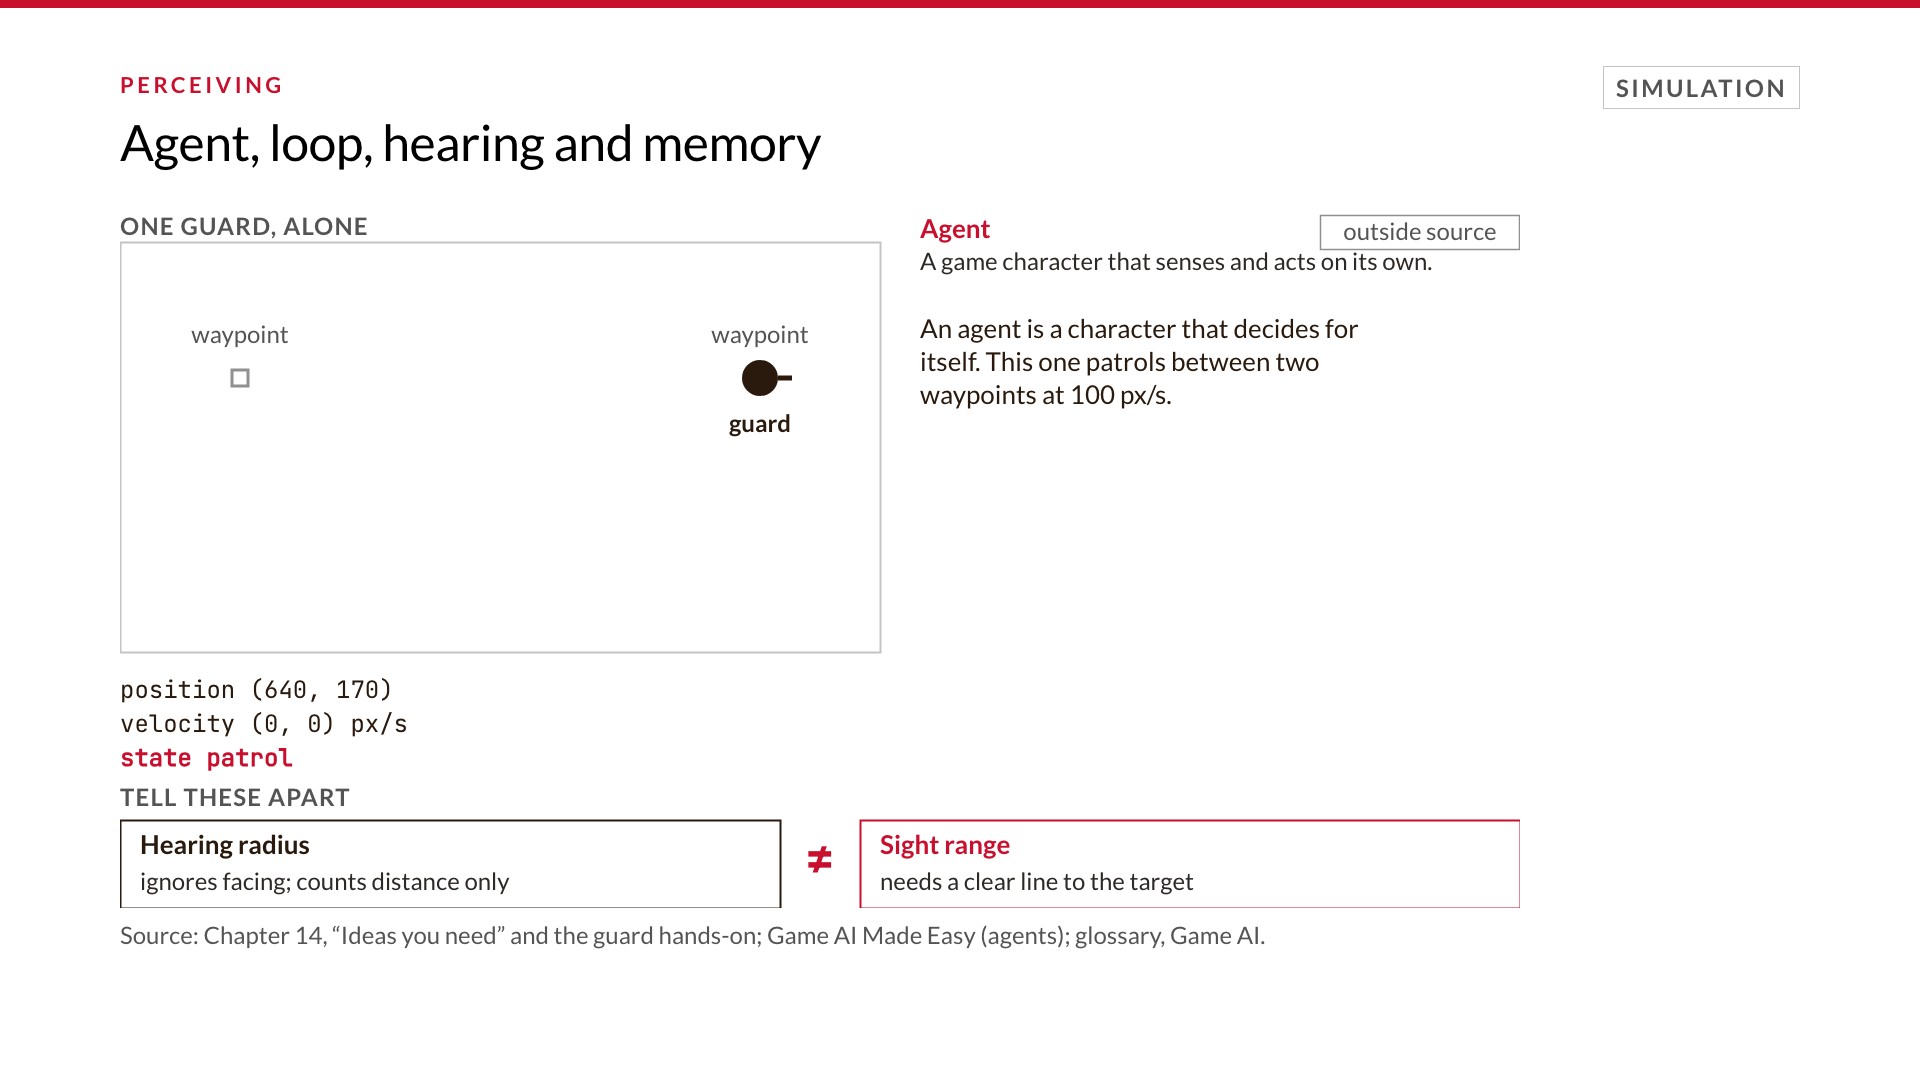 PERCEIVING
SIMULATION
Agent, loop, hearing and memory
ONE GUARD, ALONE
waypoint
waypoint
guard
Agent
outside source
A game character that senses and acts on its own.
An agent is a character that decides for
itself. This one patrols between two
waypoints at 100 px/s.
position (640, 170)
velocity (0, 0) px/s
state patrol
TELL THESE APART
Hearing radius
ignores facing; counts distance only
≠
Sight range
needs a clear line to the target
Source: Chapter 14, “Ideas you need” and the guard hands-on; Game AI Made Easy (agents); glossary, Game AI.